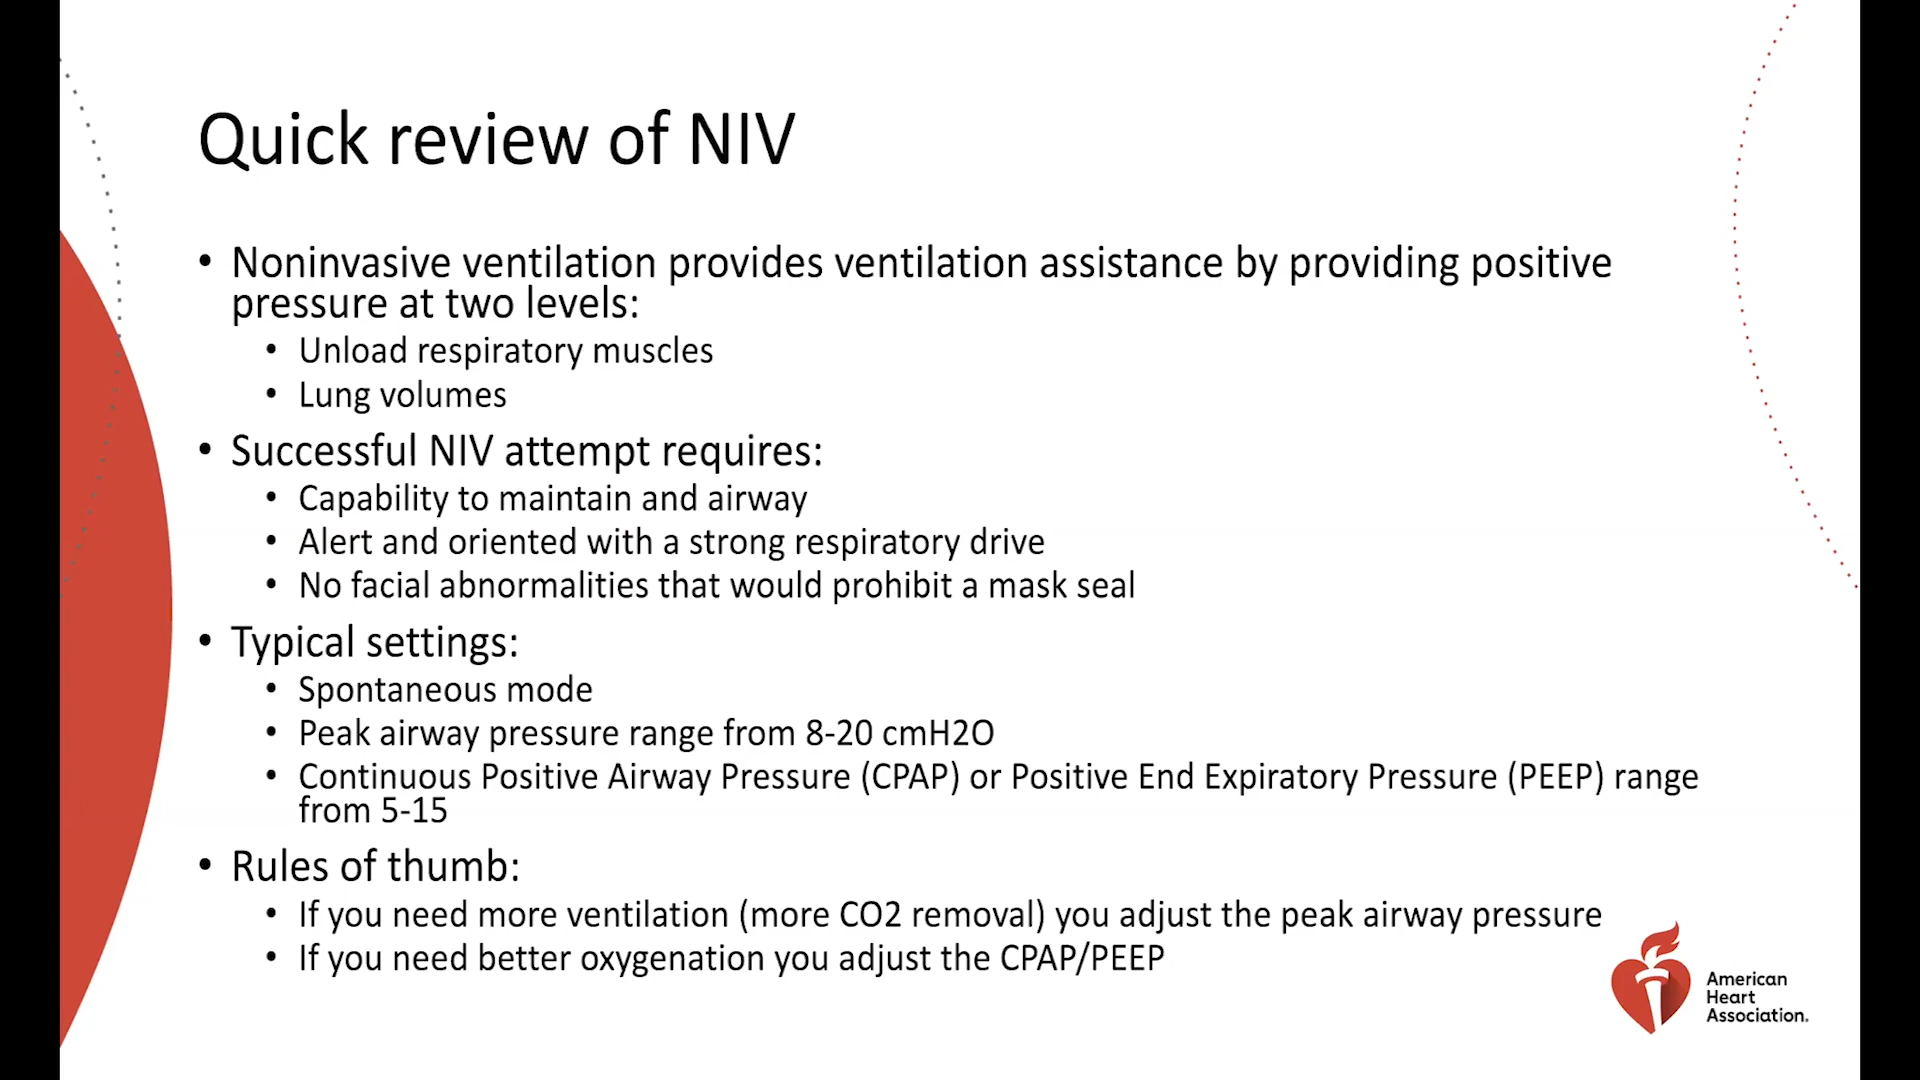 Quick review of NIV
• Noninvasive ventilation provides ventilation assistance by providing positive
pressure at two levels:
• Unload respiratory muscles
• Lung volumes
• Successful NIV attempt requires:
• Capability to maintain and airway
• Alert and oriented with a strong respiratory drive
• No facial abnormalities that would prohibit a mask seal
• Typical settings:
• Spontaneous mode
• Peak airway pressure range from 8-20 cmH2O
• Continuous Positive Airway Pressure (CPAP) or Positive End Expiratory Pressure (PEEP) range
from 5-15
• Rules of thumb:
• If you need more ventilation (more CO2 removal) you adjust the peak airway pressure
• If you need better oxygenation you adjust the CPAP/PEEP
American
Heart
Association.